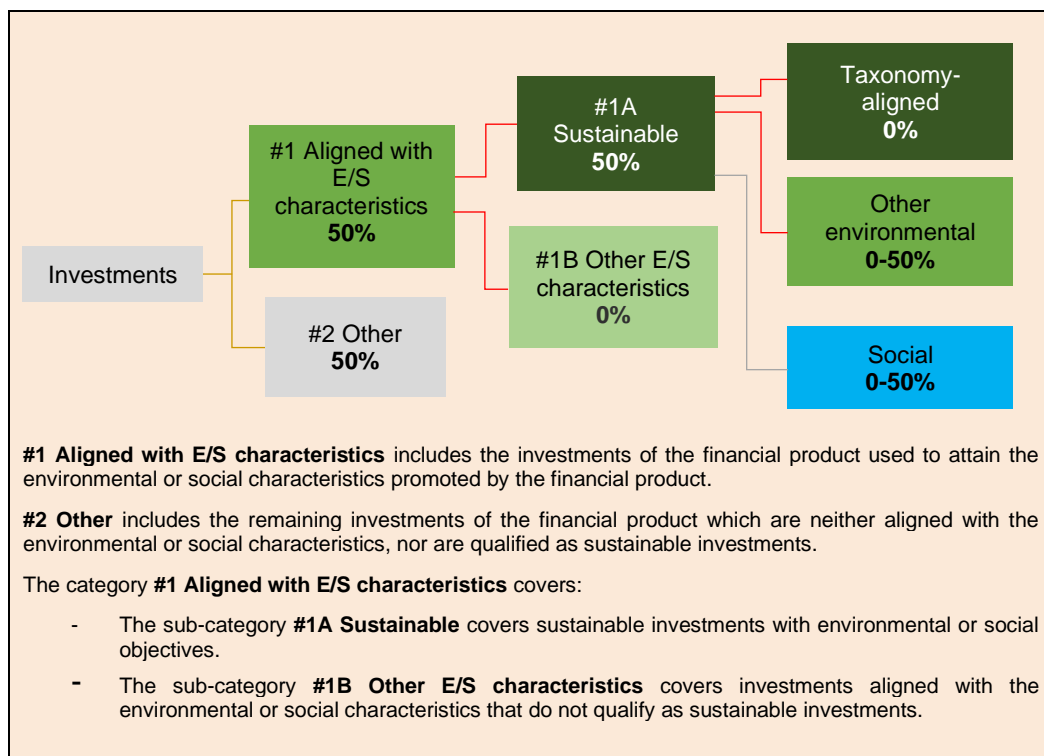 Investments
#1 Aligned with
E/S
characteristics
50%
#2 Other
50%
#1A
Sustainable
50%
#1B Other E/S
characteristics
0%
Taxonomy-
aligned
0%
Other
environmental
0-50%
Social
0-50%
#1 Aligned with E/S characteristics includes the investments of the financial product used to attain the
environmental or social characteristics promoted by the financial product.
#2 Other includes the remaining investments of the financial product which are neither aligned with the
environmental or social characteristics, nor are qualified as sustainable investments.
The category #1 Aligned with E/S characteristics covers:
- The sub-category #1A Sustainable covers sustainable investments with environmental or social
objectives.
- The sub-category #1B Other E/S characteristics covers investments aligned with the
environmental or social characteristics that do not qualify as sustainable investments.